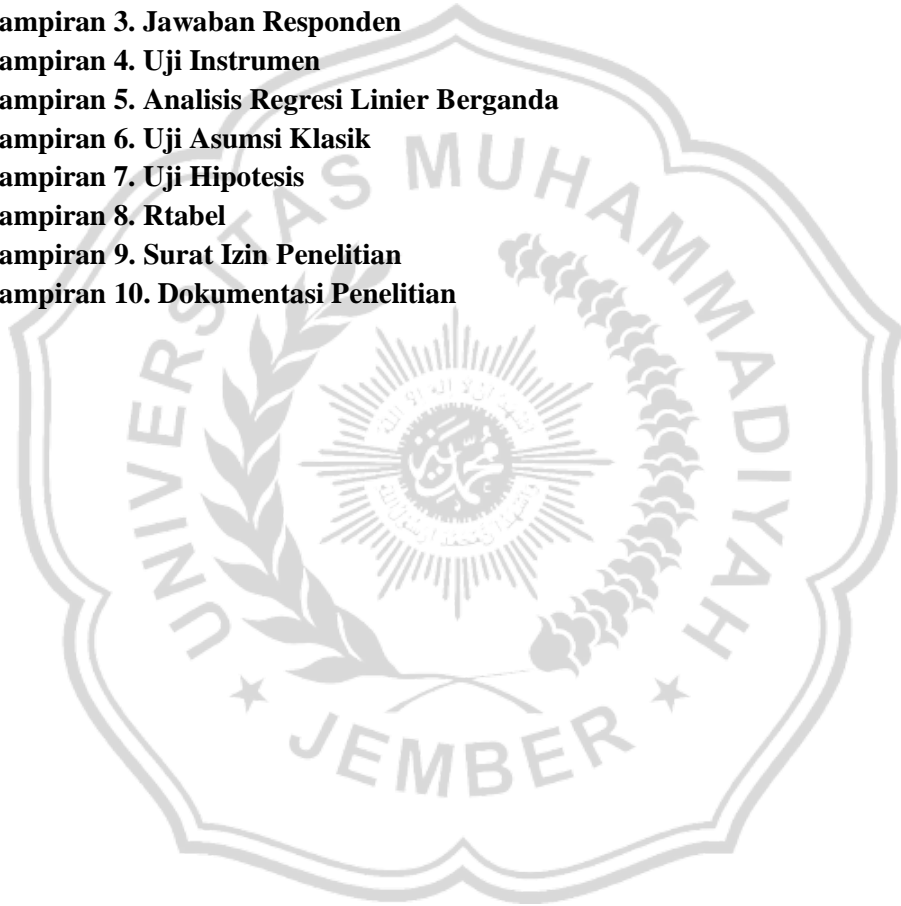 ampiran 3. Jawaban Responden
ampiran 4. Uji Instrumen
ampiran 5. Analisis Regresi Linier Berganda
ampiran 6. Uji Asumsi Klasik
ampiran 7. Uji Hipotesis
ampiran 8. Rtabel
ampiran 9. Surat Izin Penelitian
ampiran 10. Dokumentasi Penelitian
UNIVERSITAS MUHAMMADIYAH
JEMBER